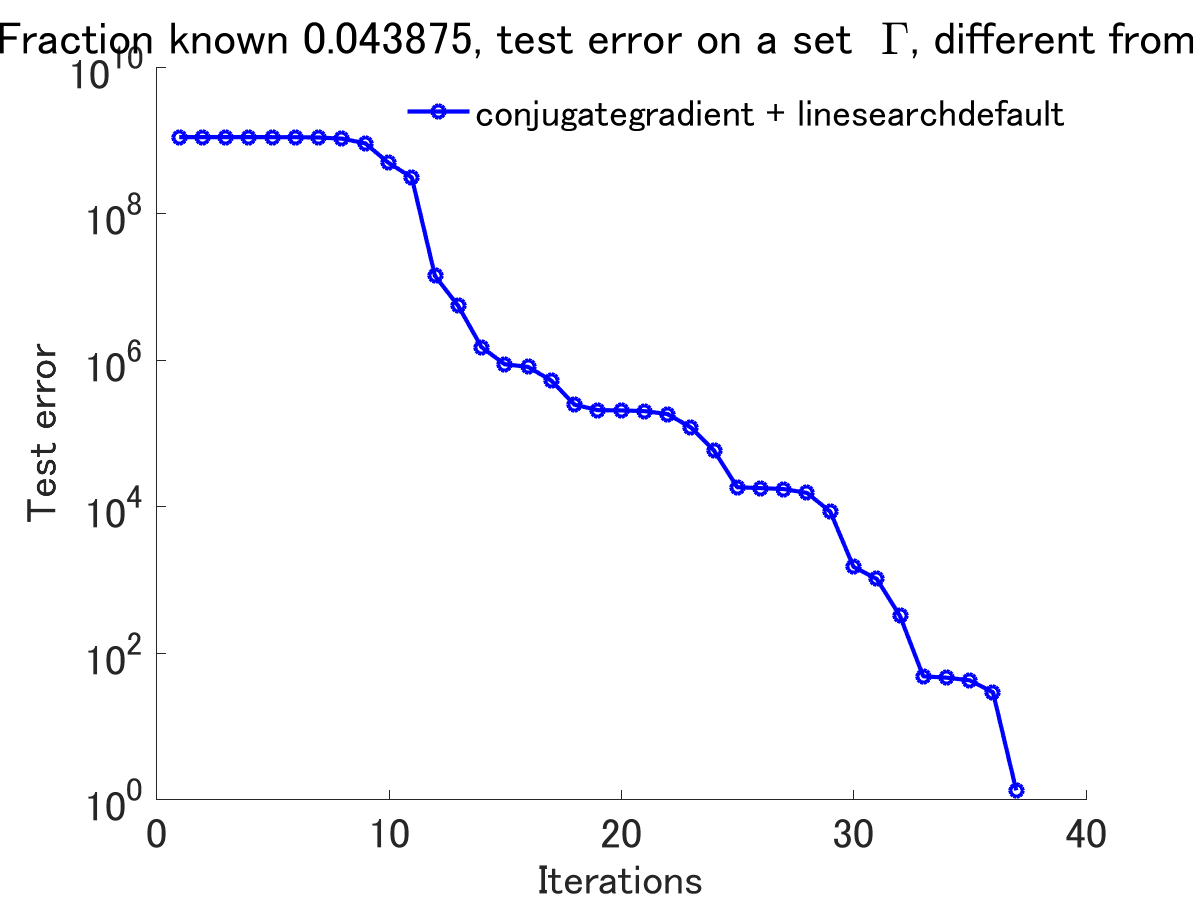 Fraction known 0.043875, test error on a set Γ, different from
10^10
conjugategradient + linesearchdefault
10^8
10^6
Test error
10^4
10^2
10^0
0 10 20 30 40
Iterations